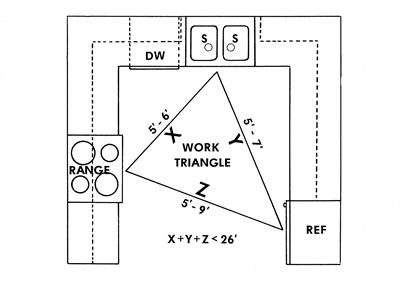 S S
DW
5'- 6'
X
5'- 7'
Y
WORK
TRIANGLE
RANGE
Z
5'- 9'
REF
X+Y+Z < 26'